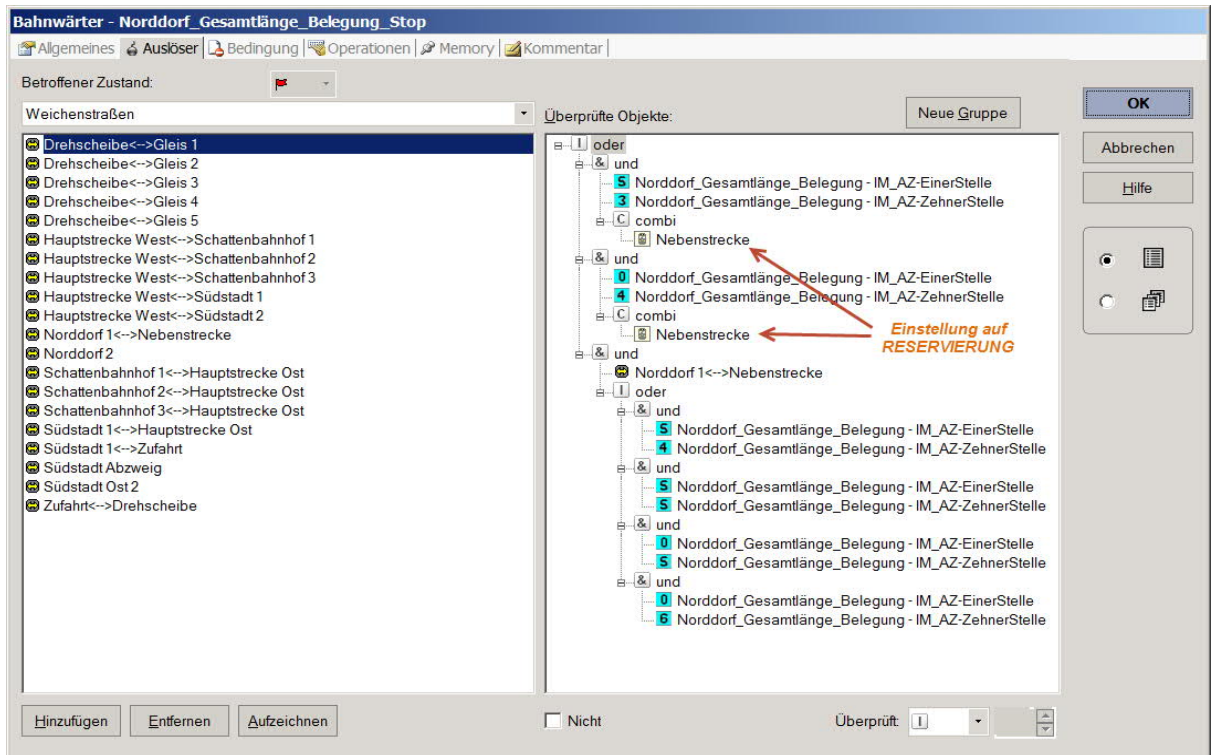 Bahnwärter - Norddorf_Gesamtlänge_Belegung_Stop
Allgemeines Auslöser Bedingung Operationen Memory Kommentar
Betroffener Zustand:
Weichenstraßen
Drehscheibe<-->Gleis 1
Drehscheibe<-->Gleis 2
Drehscheibe<-->Gleis 3
Drehscheibe<-->Gleis 4
Drehscheibe<-->Gleis 5
Hauptstrecke West<-->Schattenbahnhof 1
Hauptstrecke West<-->Schattenbahnhof 2
Hauptstrecke West<-->Schattenbahnhof 3
Hauptstrecke West<-->Südstadt 1
Hauptstrecke West<-->Südstadt 2
Norddorf 1<-->Nebenstrecke
Norddorf 2
Schattenbahnhof 1<-->Hauptstrecke Ost
Schattenbahnhof 2<-->Hauptstrecke Ost
Schattenbahnhof 3<-->Hauptstrecke Ost
Südstadt 1<-->Hauptstrecke Ost
Südstadt 1<-->Zufahrt
Südstadt Abzweig
Südstadt Ost 2
Zufahrt<-->Drehscheibe
Hinzufügen Entfernen Aufzeichnen
Überprüfte Objekte: Neue Gruppe
I oder
& und
S Norddorf_Gesamtlänge_Belegung - IM_AZ-EinerStelle
3 Norddorf_Gesamtlänge_Belegung - IM_AZ-ZehnerStelle
C combi
Nebenstrecke
& und
0 Norddorf_Gesamtlänge_Belegung - IM_AZ-EinerStelle
4 Norddorf_Gesamtlänge_Belegung - IM_AZ-ZehnerStelle
C combi
Nebenstrecke
Einstellung auf
RESERVIERUNG
& und
Norddorf 1<-->Nebenstrecke
I oder
& und
S Norddorf_Gesamtlänge_Belegung - IM_AZ-EinerStelle
4 Norddorf_Gesamtlänge_Belegung - IM_AZ-ZehnerStelle
& und
S Norddorf_Gesamtlänge_Belegung - IM_AZ-EinerStelle
S Norddorf_Gesamtlänge_Belegung - IM_AZ-ZehnerStelle
& und
0 Norddorf_Gesamtlänge_Belegung - IM_AZ-EinerStelle
S Norddorf_Gesamtlänge_Belegung - IM_AZ-ZehnerStelle
& und
0 Norddorf_Gesamtlänge_Belegung - IM_AZ-EinerStelle
6 Norddorf_Gesamtlänge_Belegung - IM_AZ-ZehnerStelle
Nicht Überprüft: I
OK
Abbrechen
Hilfe